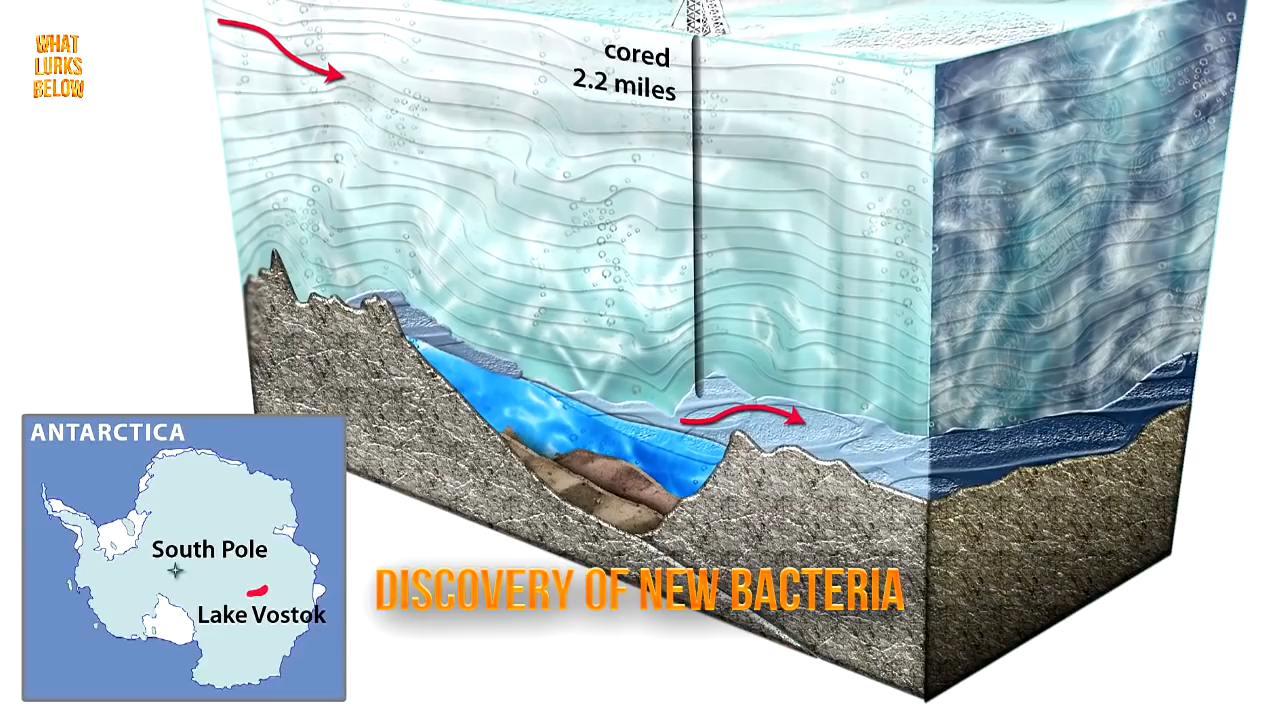 WHAT
LURKS
BELOW
cored
2.2 miles
ANTARCTICA
South Pole
Lake Vostok
DISCOVERY OF NEW BACTERIA